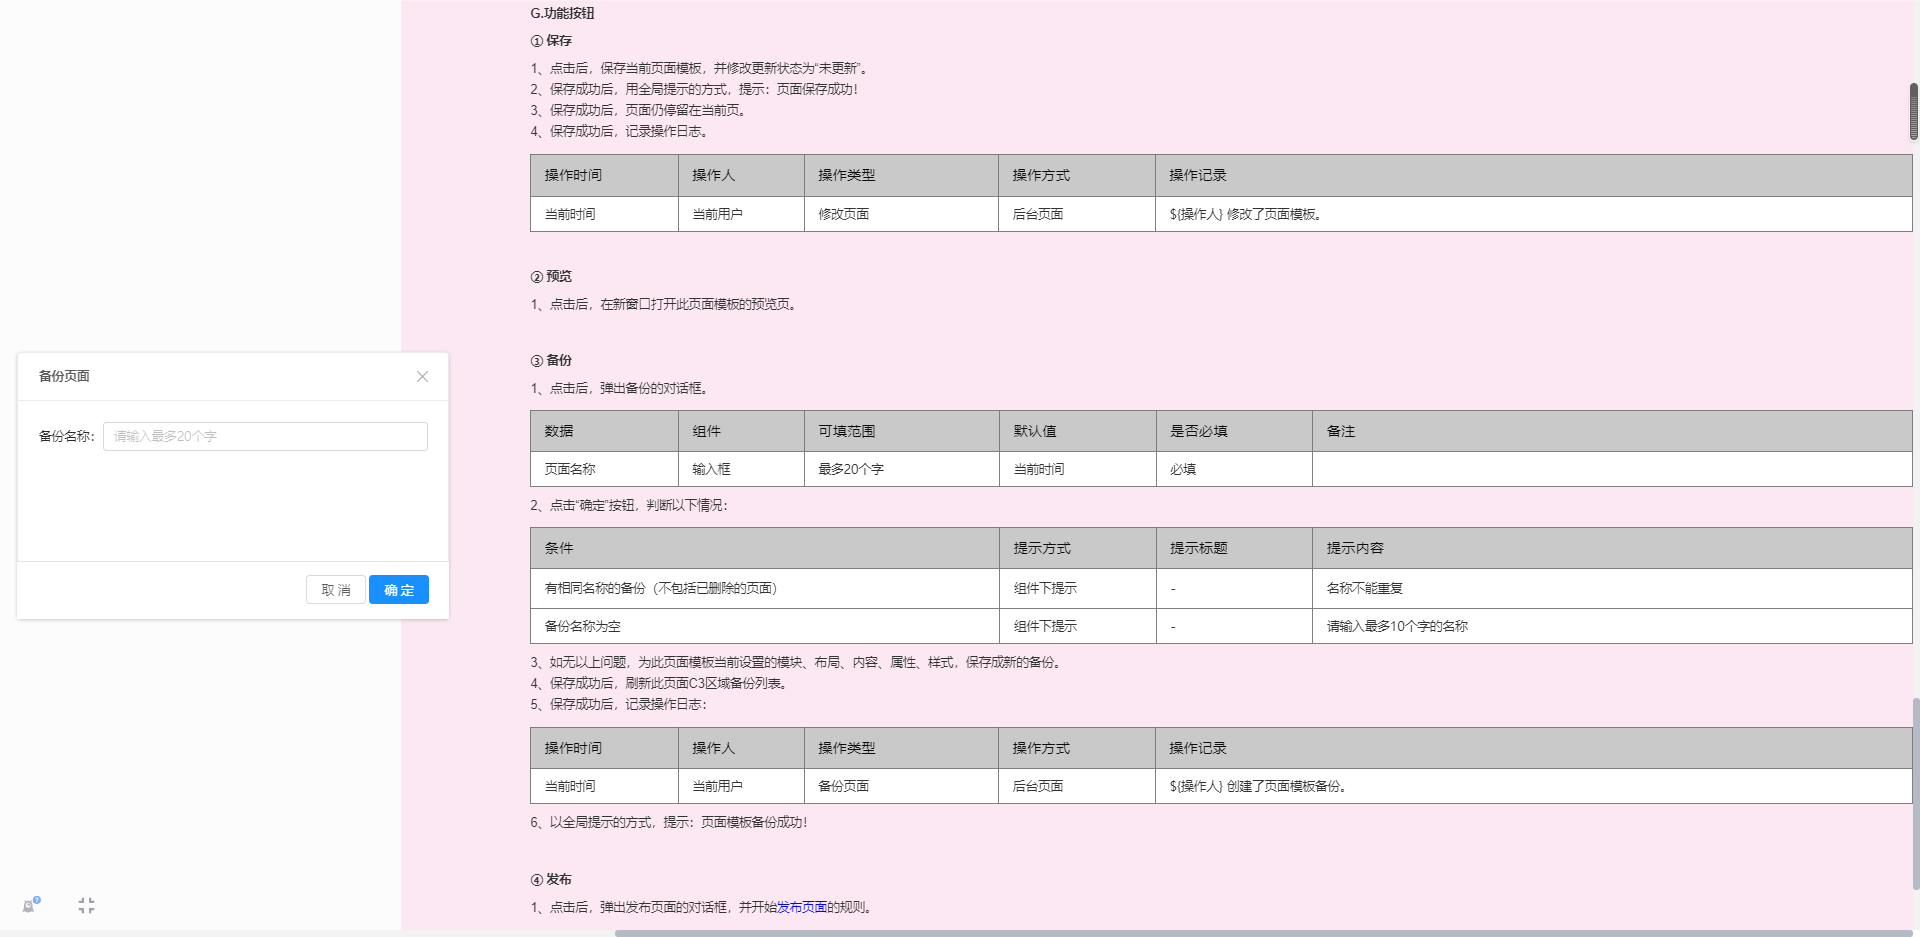 G.功能按钮
① 保存
1、点击后，保存当前页面模板，并修改更新状态为“未更新”。
2、保存成功后，用全局提示的方式，提示：页面保存成功！
3、保存成功后，页面仍停留在当前页。
4、保存成功后，记录操作日志。
操作时间 操作人 操作类型 操作方式 操作记录
当前时间 当前用户 修改页面 后台页面 ${操作人} 修改了页面模板。
② 预览
1、点击后，在新窗口打开此页面模板的预览页。
③ 备份
1、点击后，弹出备份的对话框。
数据 组件 可填范围 默认值 是否必填 备注
页面名称 输入框 最多20个字 当前时间 必填
2、点击“确定”按钮，判断以下情况：
条件 提示方式 提示标题 提示内容
有相同名称的备份（不包括已删除的页面） 组件下提示 - 名称不能重复
备份名称为空 组件下提示 - 请输入最多10个字的名称
3、如无以上问题，为此页面模板当前设置的模块、布局、内容、属性、样式，保存成新的备份。
4、保存成功后，刷新此页面C3区域备份列表。
5、保存成功后，记录操作日志：
操作时间 操作人 操作类型 操作方式 操作记录
当前时间 当前用户 备份页面 后台页面 ${操作人} 创建了页面模板备份。
6、以全局提示的方式，提示：页面模板备份成功！
④ 发布
1、点击后，弹出发布页面的对话框，并开始发布页面的规则。
备份页面
备份名称： 请输入最多20个字
取 消 确 定
?